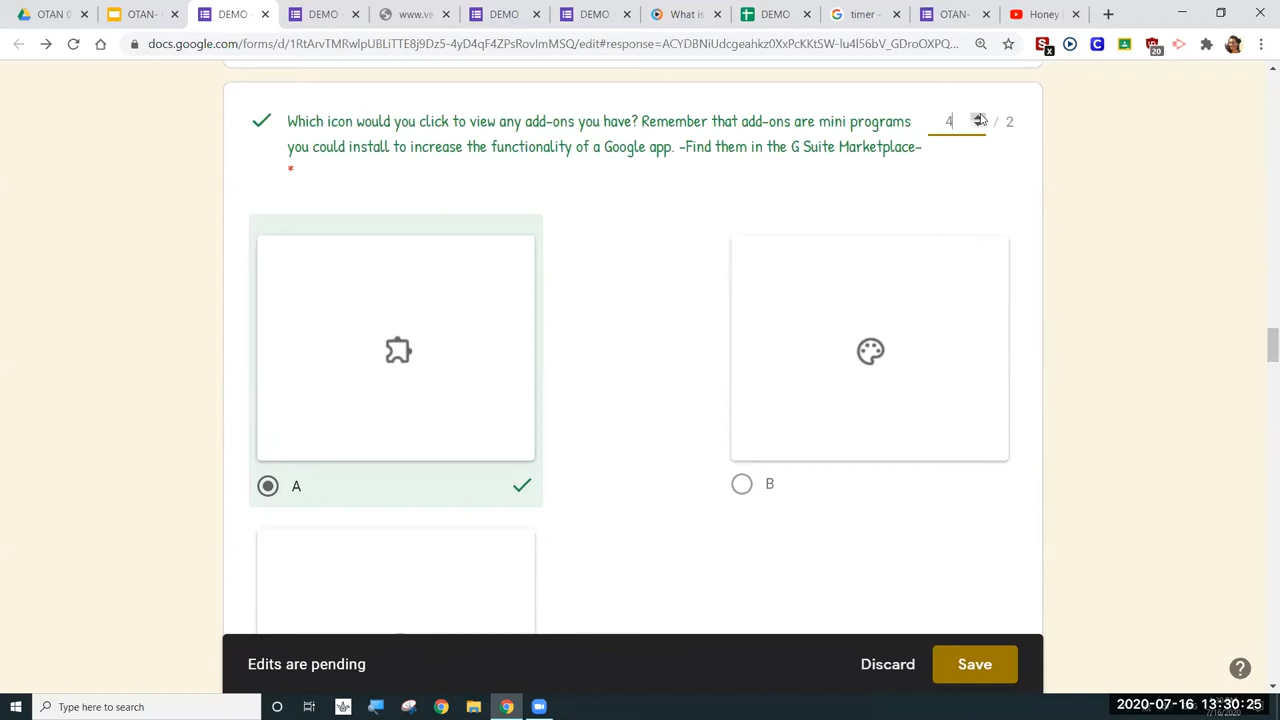 OTAN 0
OTAN-
DEMO
DEMO
www.ve
DEMO
DEMO
What is
DEMO
timer -
OTAN-
Honey
docs.google.com/forms/d/1RtArvTMRwlpUBLiTEE8jt9z5-4yD4qF4ZPsRovlmMSQ/edit#response=ACYDBNiUdcgeahkz0XxPcKKtSW-lu4l56bV_GDroOXPQ...
20
Which icon would you click to view any add-ons you have? Remember that add-ons are mini programs
you could install to increase the functionality of a Google app. -Find them in the G Suite Marketplace-
*
4 / 2
A
B
Edits are pending
Discard
Save
Type here to search
2020-07-16 13:30:25